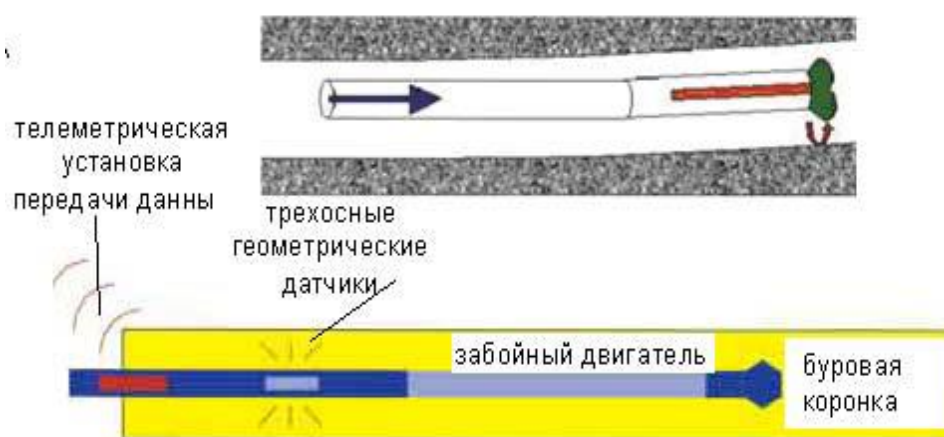 телеметрическая
установка
передачи данны
трехосные
геометрические
датчики
забойный двигатель
буровая
коронка